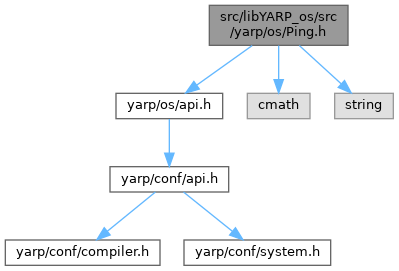 src/libYARP_os/src
/yarp/os/Ping.h
yarp/os/api.h
cmath
string
yarp/conf/api.h
yarp/conf/compiler.h
yarp/conf/system.h